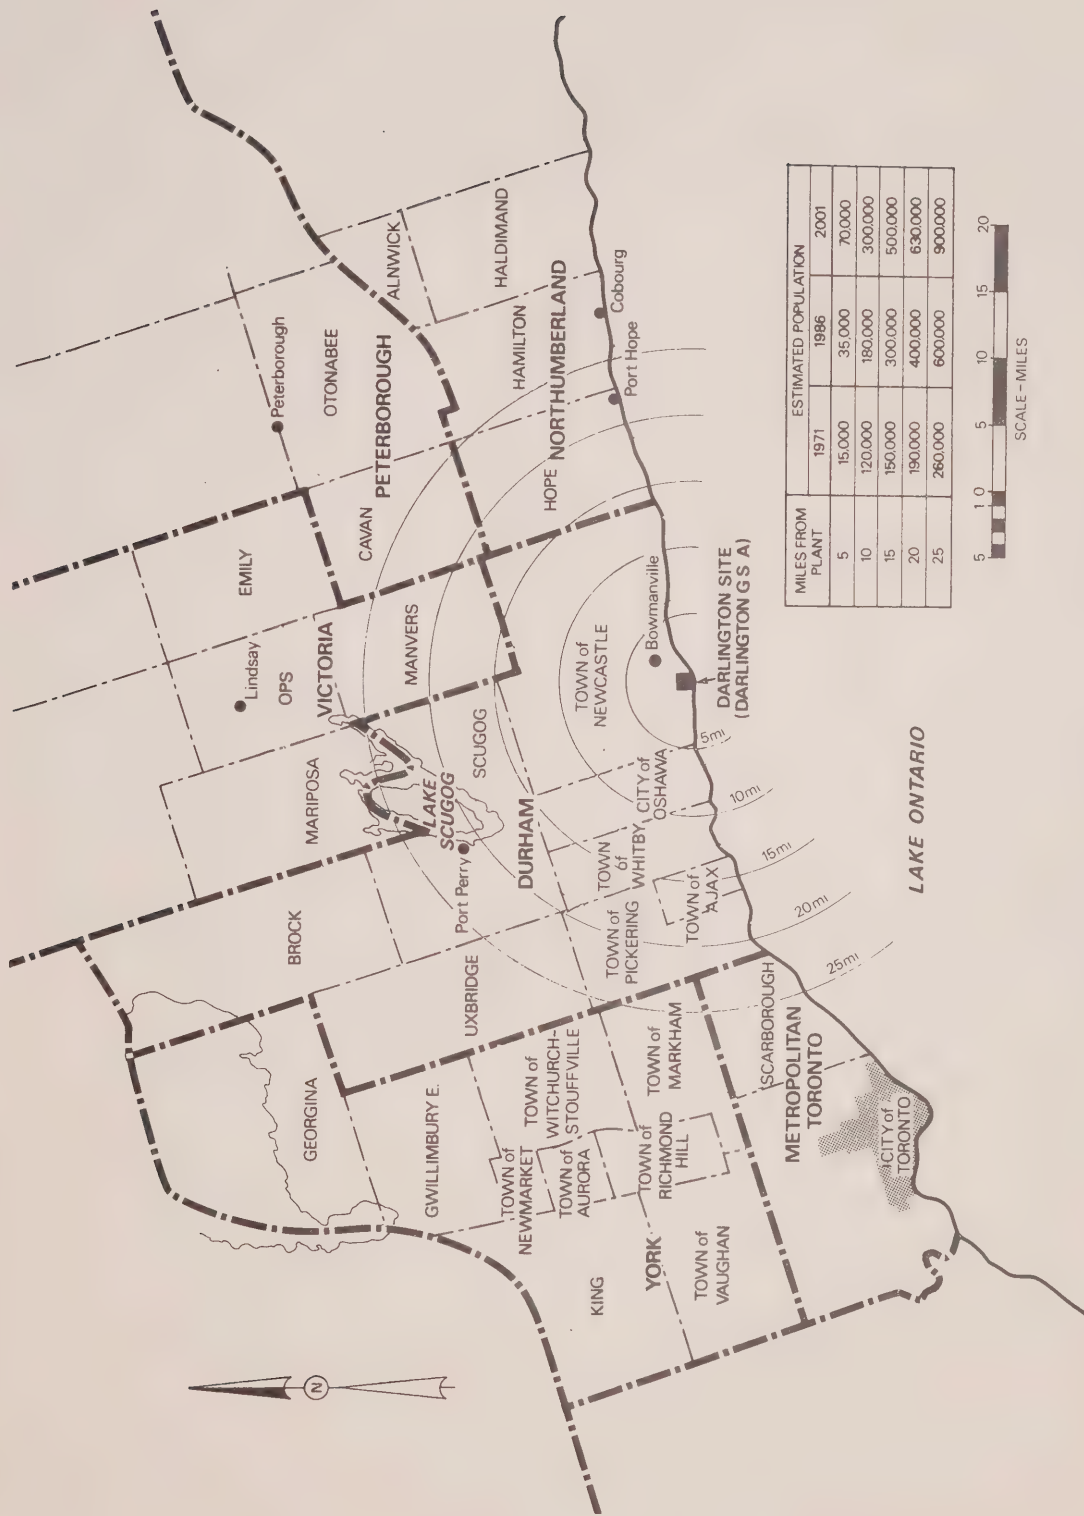 N
GEORGINA
BROCK
MARIPOSA
Lindsay
OPS
EMILY
Peterborough
OTONABEE
VICTORIA
PETERBOROUGH
CAVAN
MANVERS
ALNWICK
HALDIMAND
HAMILTON
NORTHUMBERLAND
HOPE
Cobourg
Port Hope
LAKE
SCUGOG
SCUGOG
Port Perry
DURHAM
UXBRIDGE
GWILLIMBURY E.
TOWN of
NEWMARKET
TOWN of
WITCHURCH-
STOUFFVILLE
TOWN of
AURORA
KING
YORK
TOWN of
VAUGHAN
TOWN of
RICHMOND
HILL
TOWN of
MARKHAM
TOWN of
PICKERING
TOWN of
AJAX
TOWN
of
WHITBY
CITY of
OSHAWA
TOWN of
NEWCASTLE
Bowmanville
DARLINGTON SITE
(DARLINGTON G S A)
5mi
10mi
15mi
20mi
25mi
SCARBOROUGH
METROPOLITAN
TORONTO
CITY of
TORONTO
LAKE ONTARIO
MILES FROM
PLANT
ESTIMATED POPULATION
1971 1986 2001
5 15,000 35,000 70,000
10 120,000 180,000 300,000
15 150,000 300,000 500,000
20 190,000 400,000 630,000
25 260,000 600,000 900,000
5 1 0 5 10 15 20
SCALE – MILES